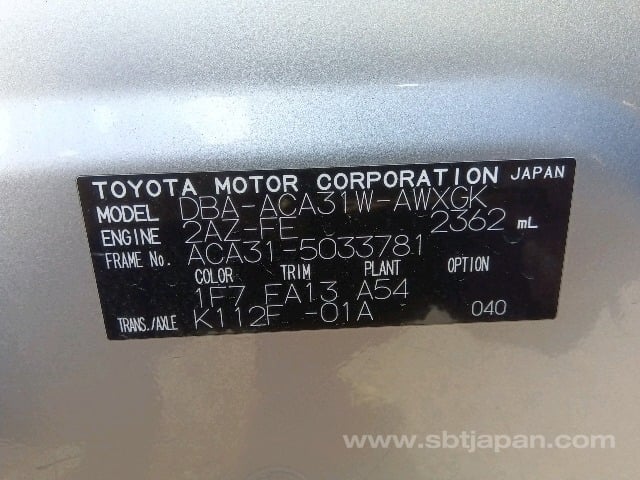 TOYOTA MOTOR CORPORATION JAPAN
MODEL DBA-ACA31W-AWXGK
ENGINE 2AZ-FE 2362 mL
FRAME No. ACA31-5033781
COLOR TRIM PLANT OPTION
1F7 FA13 A54
TRANS./AXLE K112F -01A 040
www.sbtjapan.com